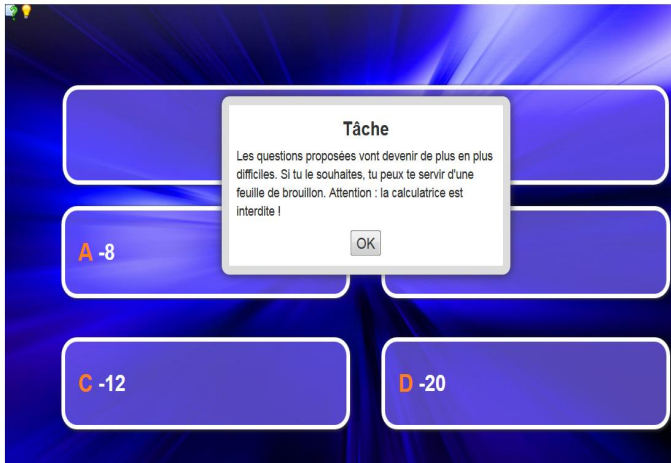 Tâche
Les questions proposées vont devenir de plus en plus
difficiles. Si tu le souhaites, tu peux te servir d'une
feuille de brouillon. Attention : la calculatrice est
interdite !
OK
A -8
C -12
D -20